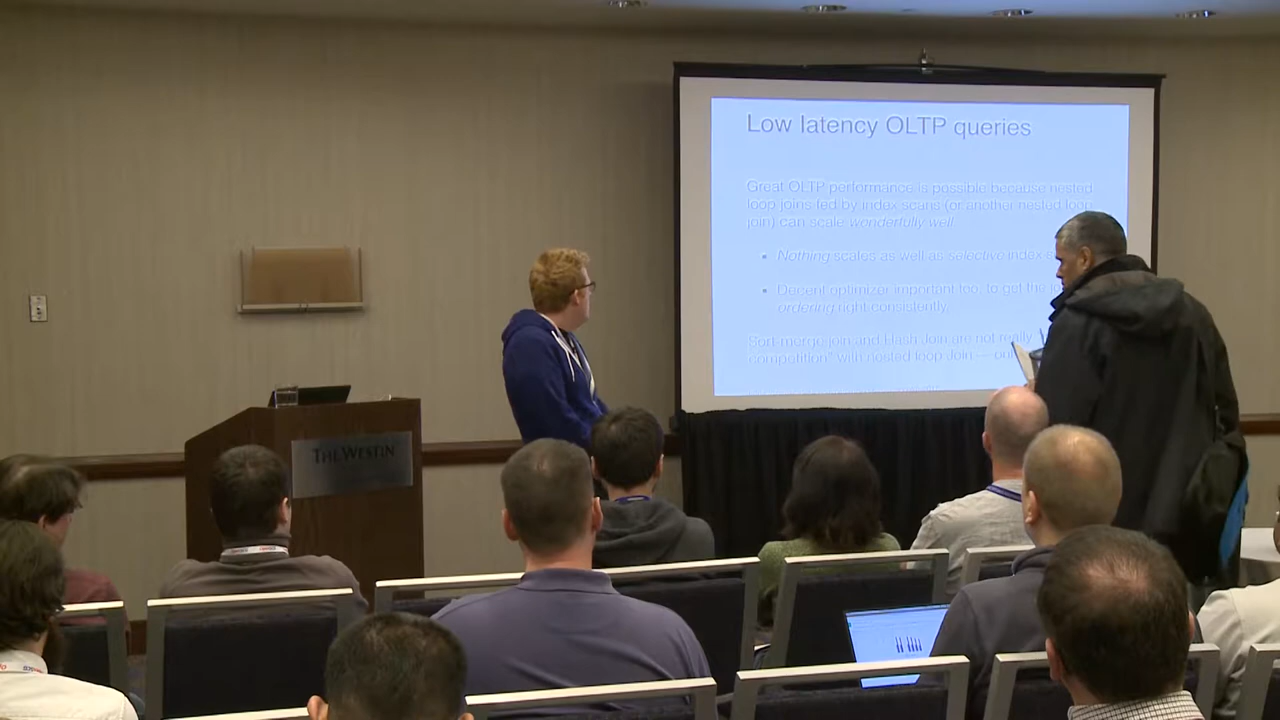 Low latency OLTP queries
Great OLTP performance is possible because nested
loop joins fed by index scans (or another nested loop
join) can scale wonderfully well.
Nothing scales as well as selective index
Decent optimizer important too, to get the
ordering right consistently.
Sort-merge join and Hash Join are not really
competition" with nested loop Join —
THE WESTIN